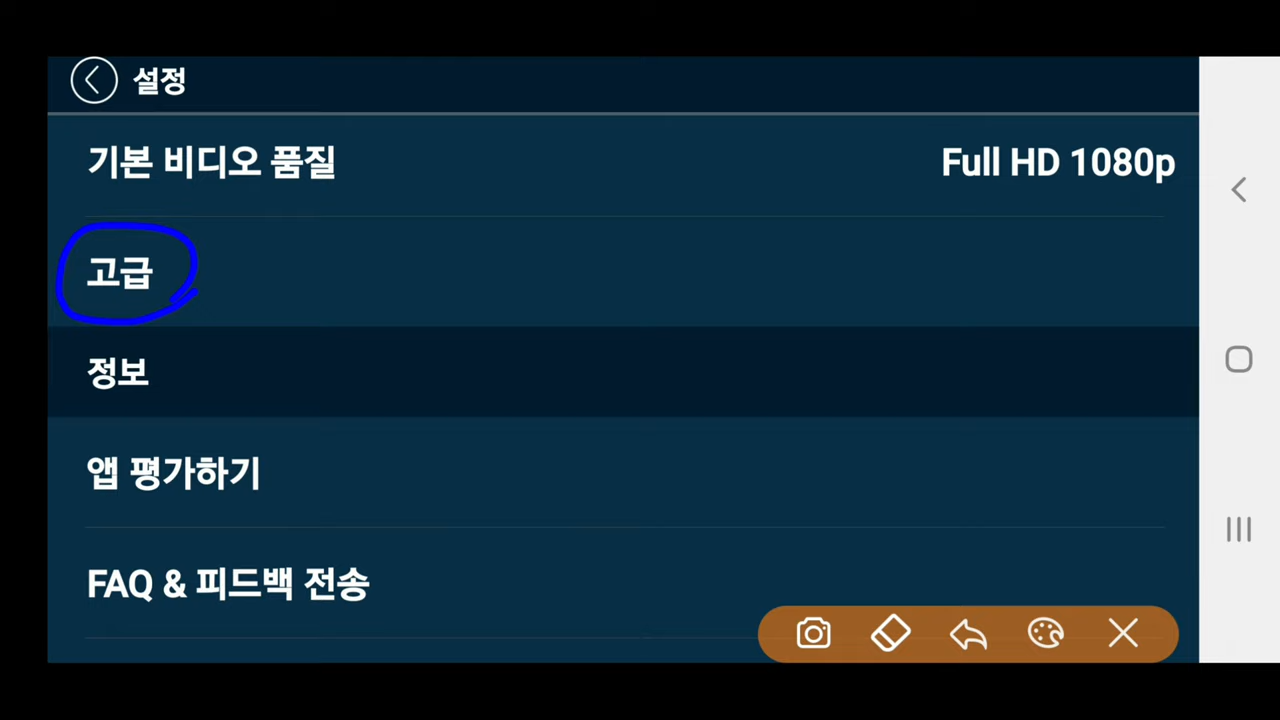 설정
기본 비디오 품질 Full HD 1080p
고급
정보
앱 평가하기
FAQ & 피드백 전송